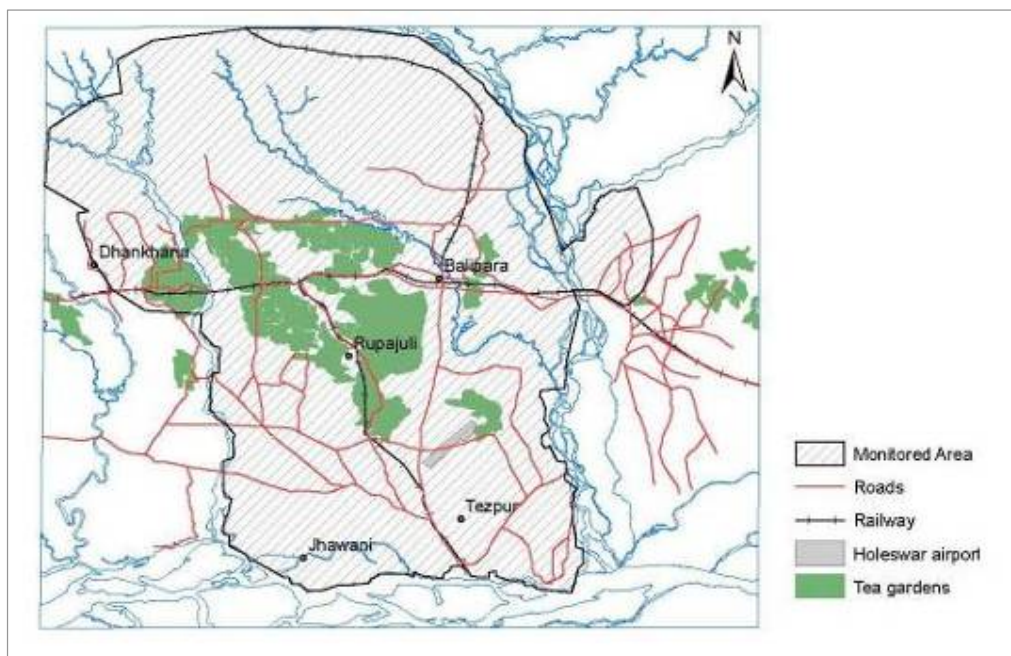 N
Dhankhana
Balipara
Rupajuli
Tezpur
Jhawani
Monitored Area
Roads
Railway
Holeswar airport
Tea gardens